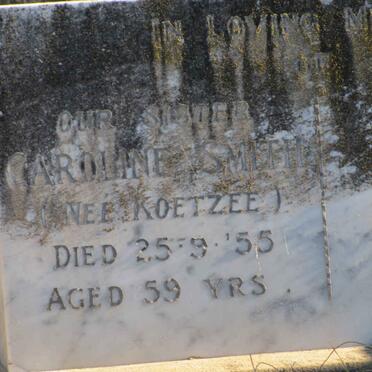 IN LOVING M
OUR SISTER
CAROLINE SMITH
(NEE KOETZEE)
DIED 25-9-'55
AGED 59 YRS.